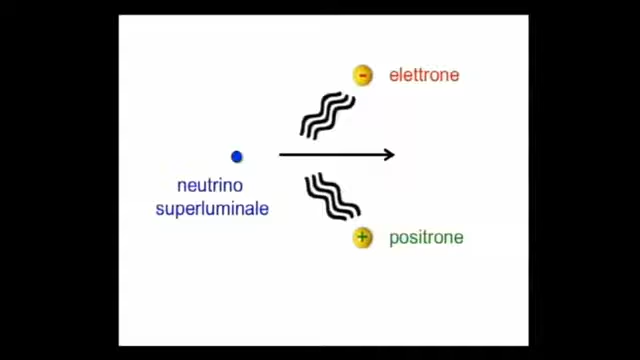 elettrone
-
neutrino
superluminale
+
positrone